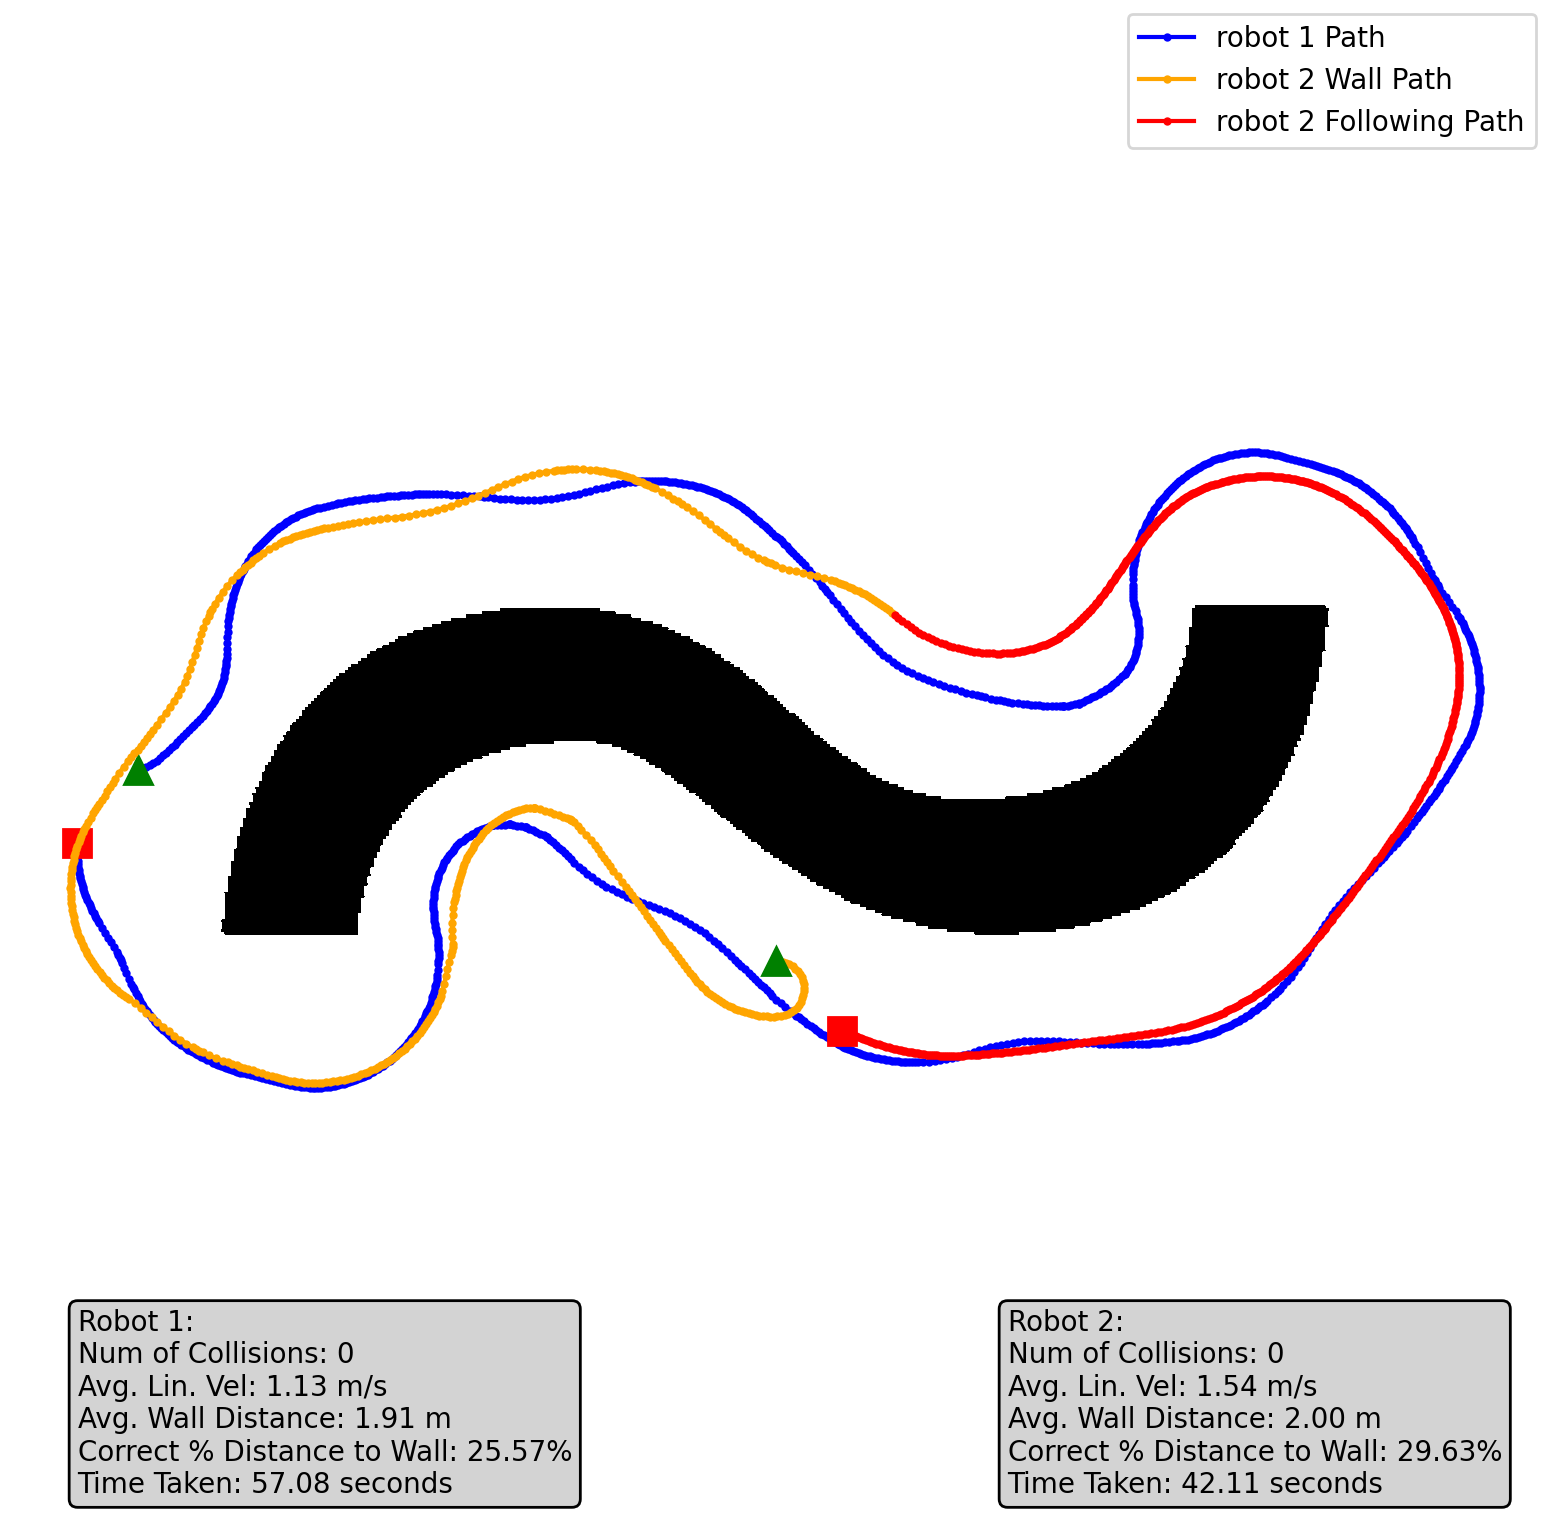 robot 1 Path
robot 2 Wall Path
robot 2 Following Path
Robot 1:
Num of Collisions: 0
Avg. Lin. Vel: 1.13 m/s
Avg. Wall Distance: 1.91 m
Correct % Distance to Wall: 25.57%
Time Taken: 57.08 seconds
Robot 2:
Num of Collisions: 0
Avg. Lin. Vel: 1.54 m/s
Avg. Wall Distance: 2.00 m
Correct % Distance to Wall: 29.63%
Time Taken: 42.11 seconds